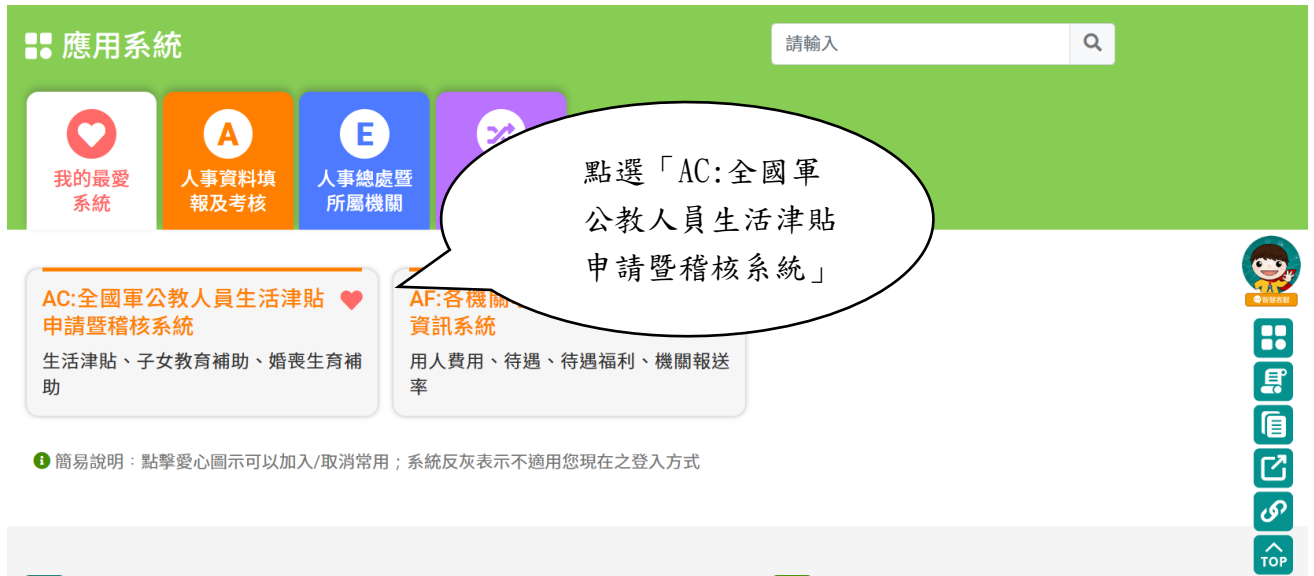 應用系統
請輸入
我的最愛
系統
A
人事資料填
報及考核
E
人事總處暨
所屬機關
點選「AC:全國軍
公教人員生活津貼
申請暨稽核系統」
AC:全國軍公教人員生活津貼
申請暨稽核系統
生活津貼、子女教育補助、婚喪生育補
助
AF:各機關
資訊系統
用人費用、待遇、待遇福利、機關報送
率
簡易說明：點擊愛心圖示可以加入/取消常用；系統反灰表示不適用您現在之登入方式
智慧客服
TOP